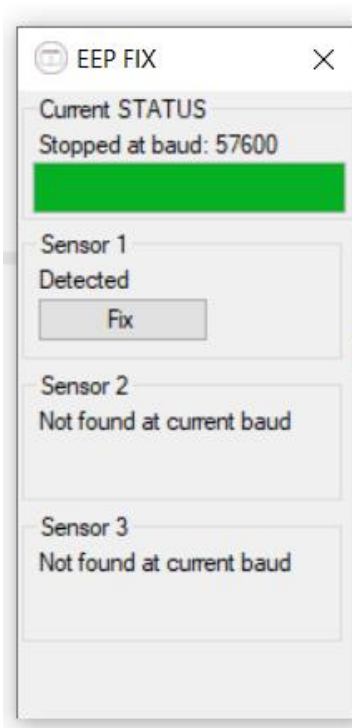 EEP FIX
Current STATUS
Stopped at baud: 57600
Sensor 1
Detected
Fix
Sensor 2
Not found at current baud
Sensor 3
Not found at current baud